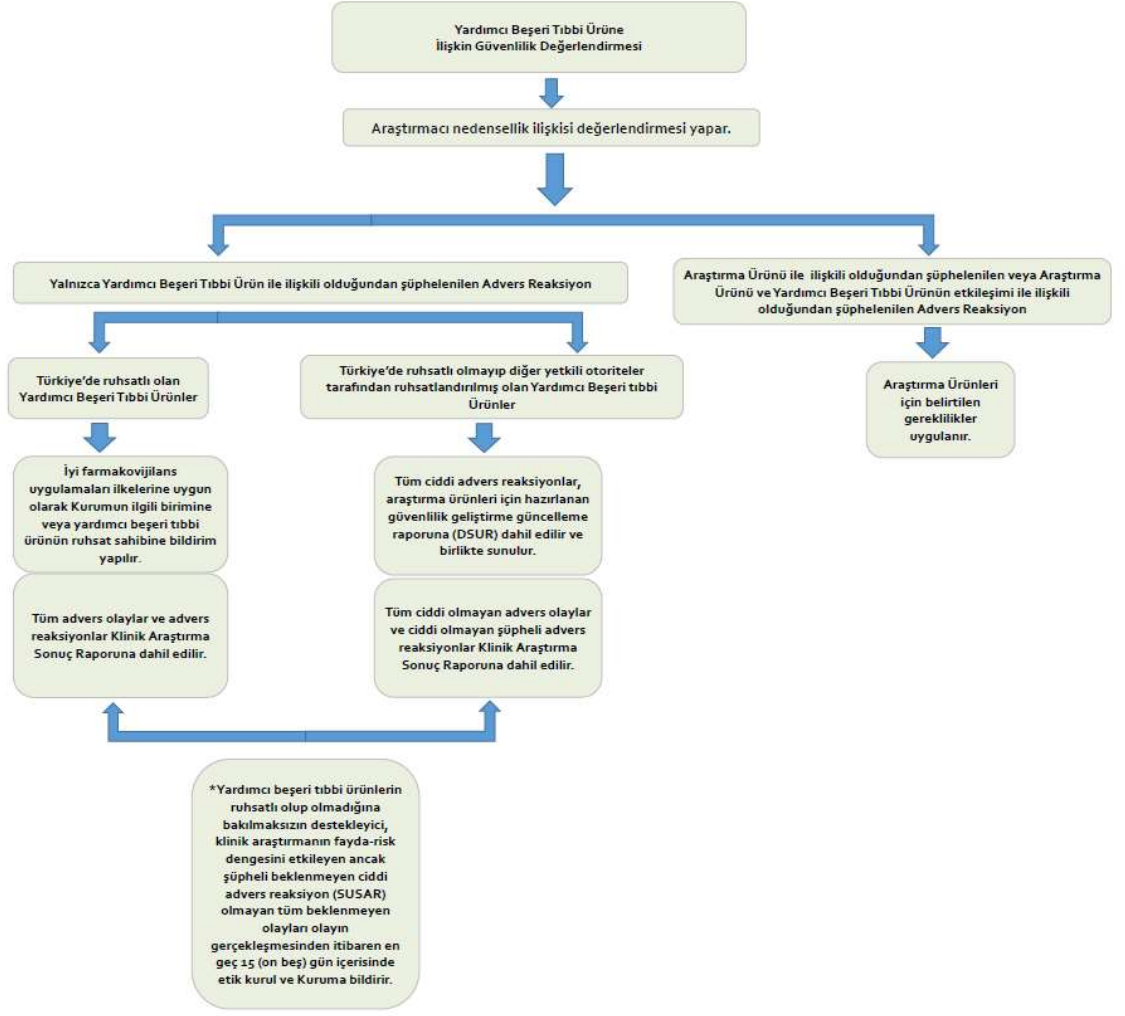 Yardımcı Beşeri Tıbbi Ürüne
İlişkin Güvenlilik Değerlendirmesi
Araştırmacı nedensellik ilişkisi değerlendirmesi yapar.
Yalnızca Yardımcı Beşeri Tıbbi Ürün ile ilişkili olduğundan şüphelenilen Advers Reaksiyon
Araştırma Ürünü ile ilişkili olduğundan şüphelenilen veya Araştırma
Ürünü ve Yardımcı Beşeri Tıbbi Ürünün etkileşimi ile ilişkili
olduğundan şüphelenilen Advers Reaksiyon
Türkiye’de ruhsatlı olan
Yardımcı Beşeri Tıbbi Ürünler
Türkiye’de ruhsatlı olmayıp diğer yetkili otoriteler
tarafından ruhsatlandırılmış olan Yardımcı Beşeri tıbbi
Ürünler
Araştırma Ürünleri
için belirtilen
gereklilikler
uygulanır.
İyi farmakovijilans
uygulamaları ilkelerine uygun
olarak Kurumun ilgili birimine
veya yardımcı beşeri tıbbi
ürünün ruhsat sahibine bildirim
yapılır.
Tüm ciddi advers reaksiyonlar,
araştırma ürünleri için hazırlanan
güvenlilik geliştirme güncelleme
raporuna (DSUR) dahil edilir ve
birlikte sunulur.
Tüm advers olaylar ve advers
reaksiyonlar Klinik Araştırma
Sonuç Raporuna dahil edilir.
Tüm ciddi olmayan advers olaylar
ve ciddi olmayan şüpheli advers
reaksiyonlar Klinik Araştırma
Sonuç Raporuna dahil edilir.
*Yardımcı beşeri tıbbi ürünlerin
ruhsatlı olup olmadığına
bakılmaksızın destekleyici,
klinik araştırmanın fayda-risk
dengesini etkileyen ancak
şüpheli beklenmeyen ciddi
advers reaksiyon (SUSAR)
olmayan tüm beklenmeyen
olayları olayın
gerçekleşmesinden itibaren en
geç 15 (on beş) gün içerisinde
etik kurul ve Kuruma bildirir.